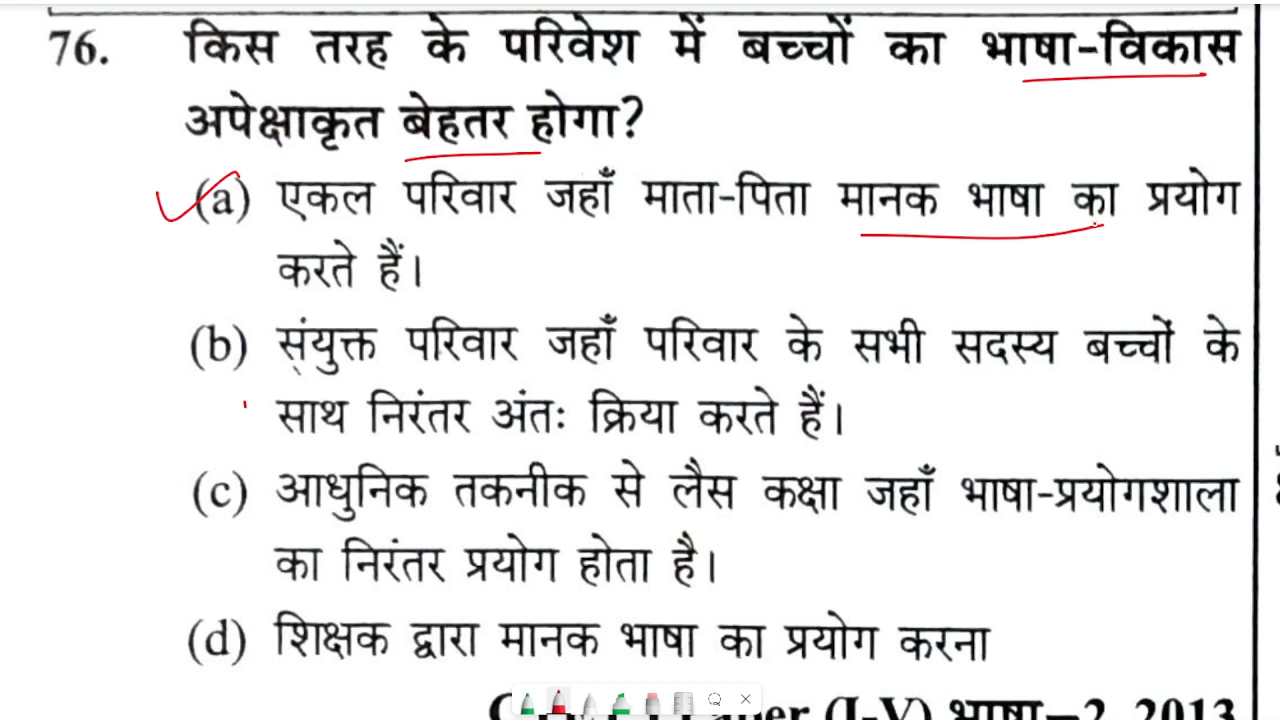 76. किस तरह के परिवेश में बच्चों का भाषा-विकास
अपेक्षाकृत बेहतर होगा?
(a) एकल परिवार जहाँ माता-पिता मानक भाषा का प्रयोग
करते हैं।
(b) संयुक्त परिवार जहाँ परिवार के सभी सदस्य बच्चों के
साथ निरंतर अंतः क्रिया करते हैं।
(c) आधुनिक तकनीक से लैस कक्षा जहाँ भाषा-प्रयोगशाला
का निरंतर प्रयोग होता है।
(d) शिक्षक द्वारा मानक भाषा का प्रयोग करना
(I-V) भाषा–2, 2013